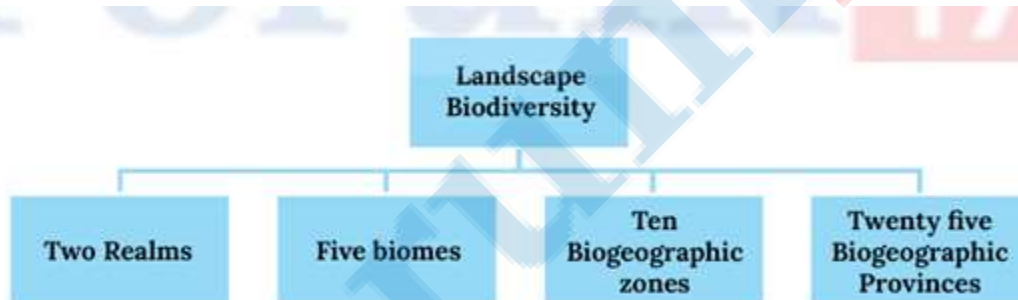 Landscape
Biodiversity
Two Realms
Five biomes
Ten
Biogeographic
zones
Twenty five
Biogeographic
Provinces